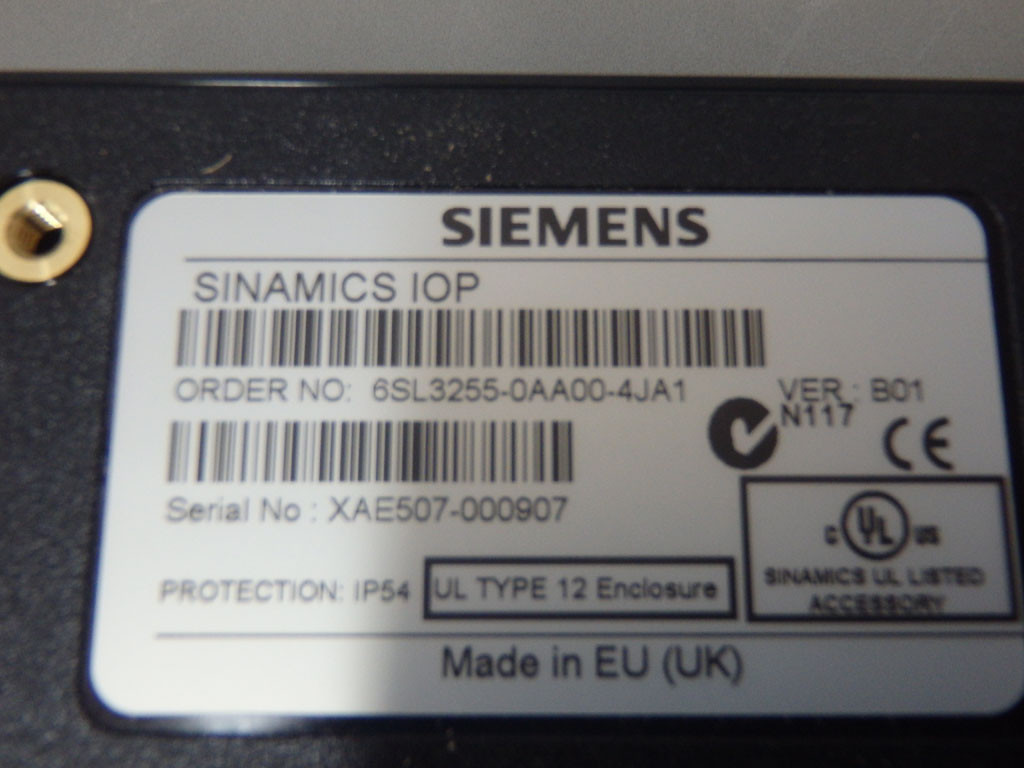 SIEMENS
SINAMICS IOP
ORDER NO: 6SL3255-0AA00-4JA1 VER : B01
N117
CE
Serial No : XAE507-000907
C UL US
SINAMICS UL LISTED
ACCESSORY
PROTECTION: IP54 UL TYPE 12 Enclosure
Made in EU (UK)